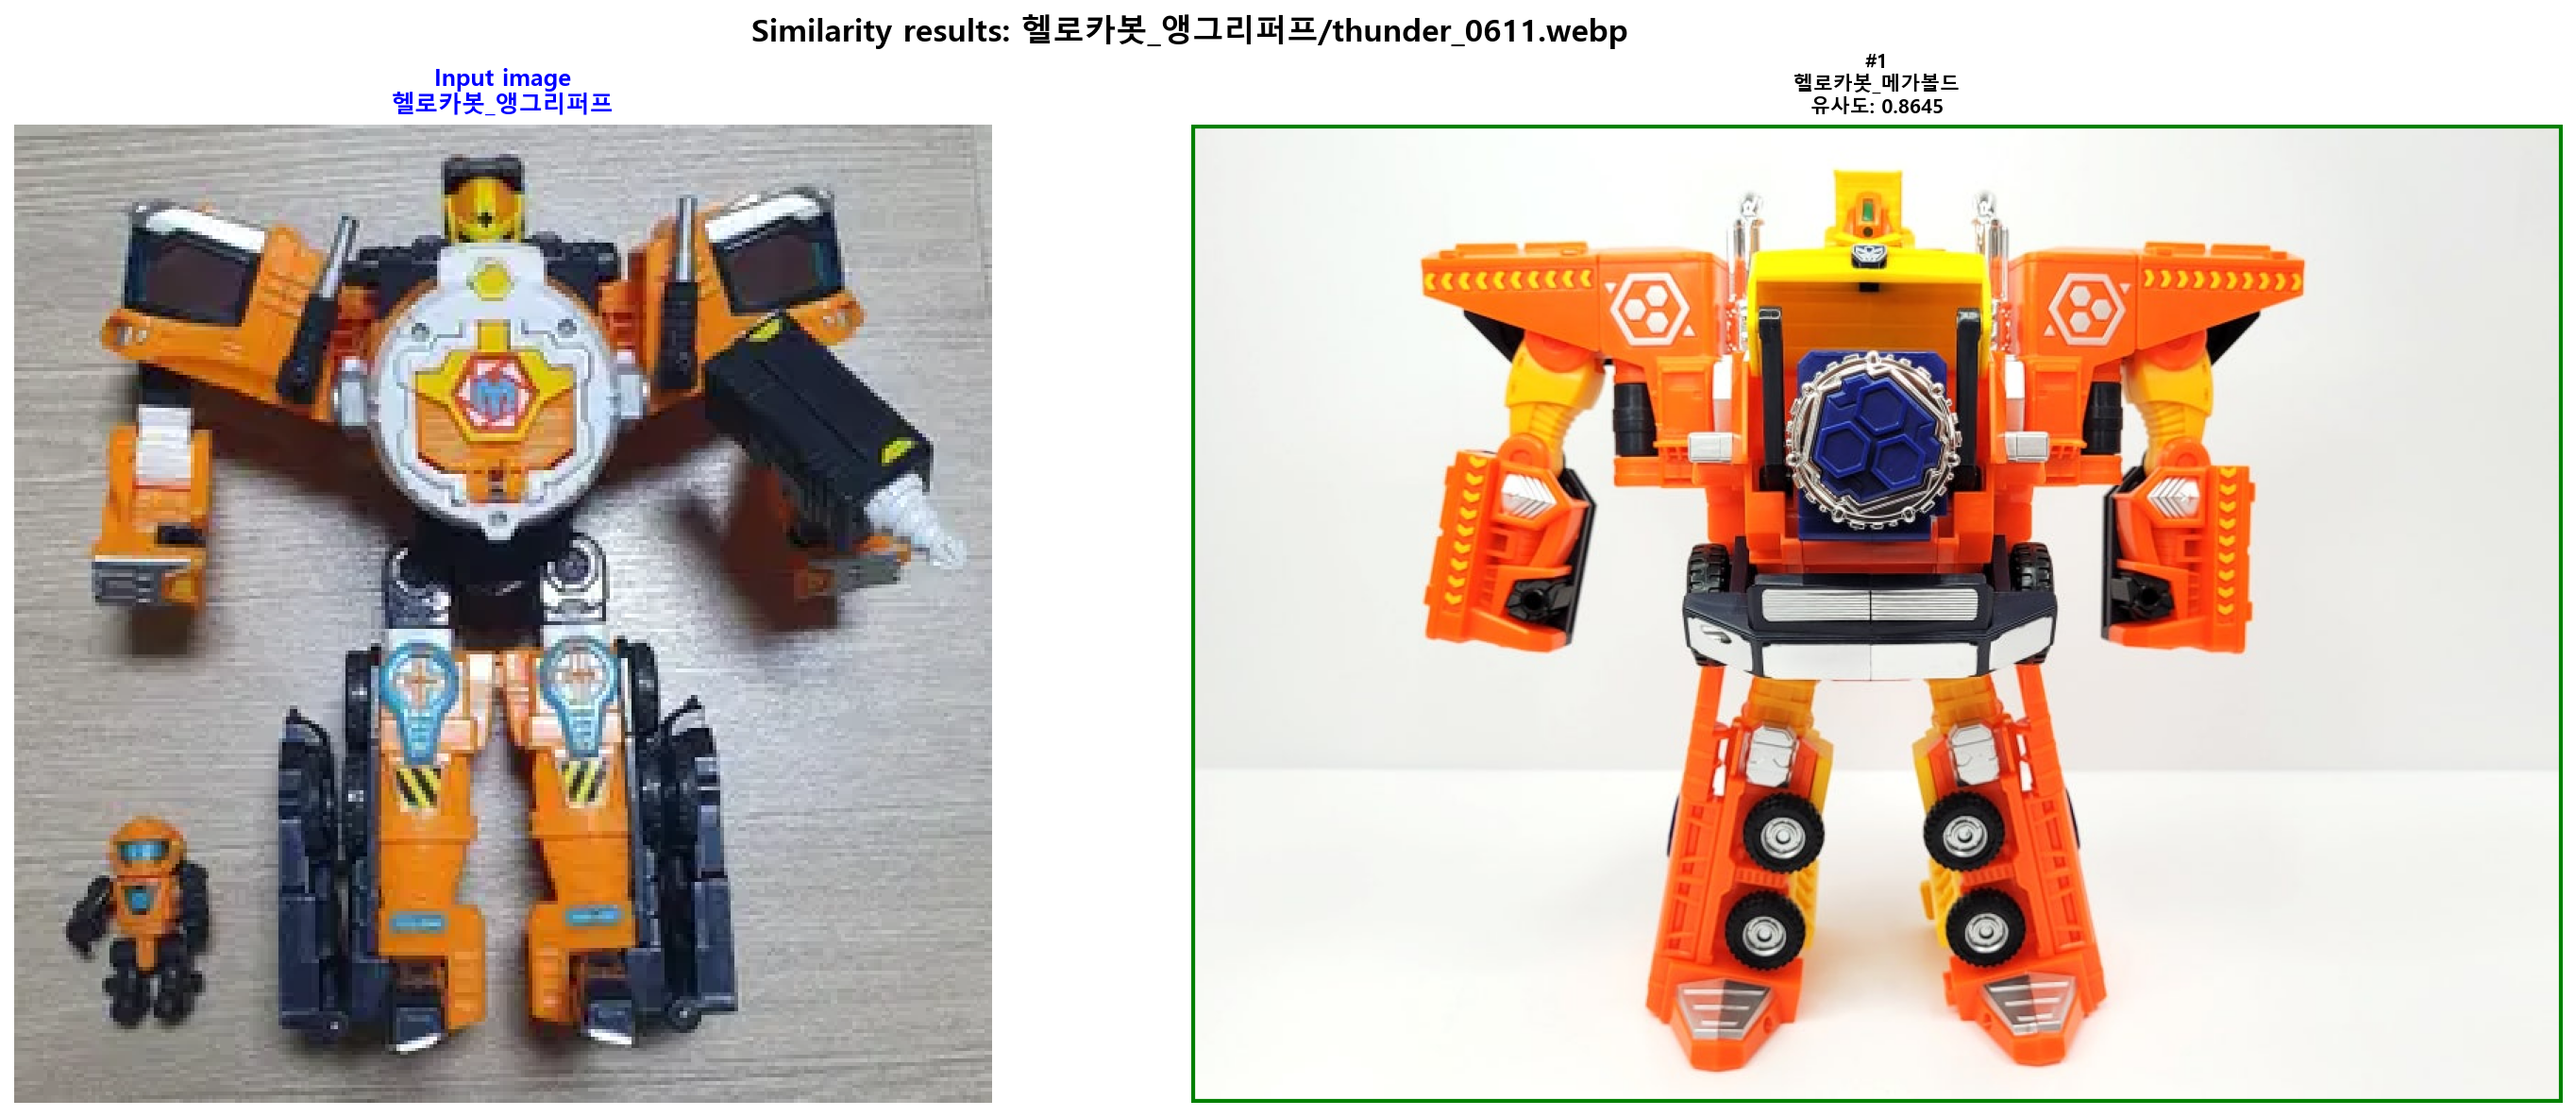 Similarity results: 헬로카봇_앵그리퍼프/thunder_0611.webp
Input image
헬로카봇_앵그리퍼프
#1
헬로카봇_메가볼드
유사도: 0.8645